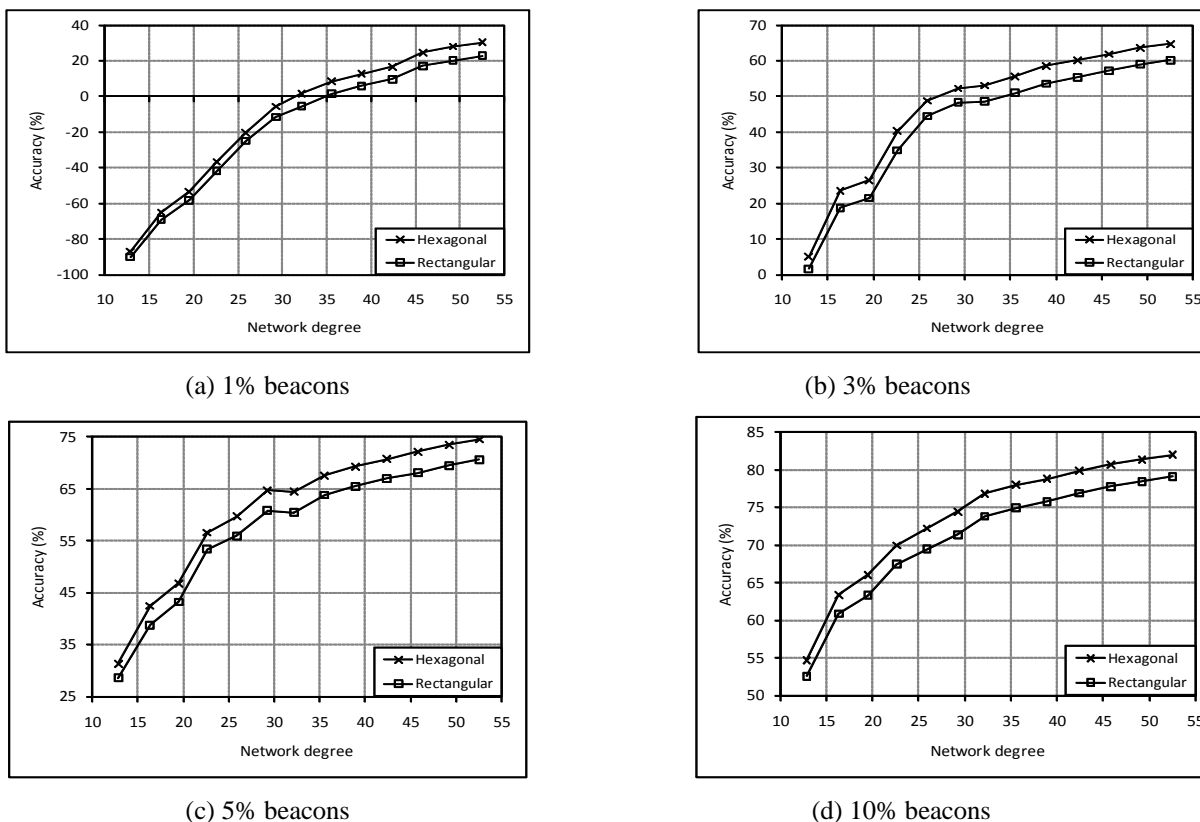 40
20
0
-20
-40
-60
-80
-100
Accuracy (%)
10 15 20 25 30 35 40 45 50 55
Network degree
Hexagonal
Rectangular
(a) 1% beacons
70
60
50
40
30
20
10
0
Accuracy (%)
10 15 20 25 30 35 40 45 50 55
Network degree
Hexagonal
Rectangular
(b) 3% beacons
75
65
55
45
35
25
Accuracy (%)
10 15 20 25 30 35 40 45 50 55
Network degree
Hexagonal
Rectangular
(c) 5% beacons
85
80
75
70
65
60
55
50
Accuracy (%)
10 15 20 25 30 35 40 45 50 55
Network degree
Hexagonal
Rectangular
(d) 10% beacons